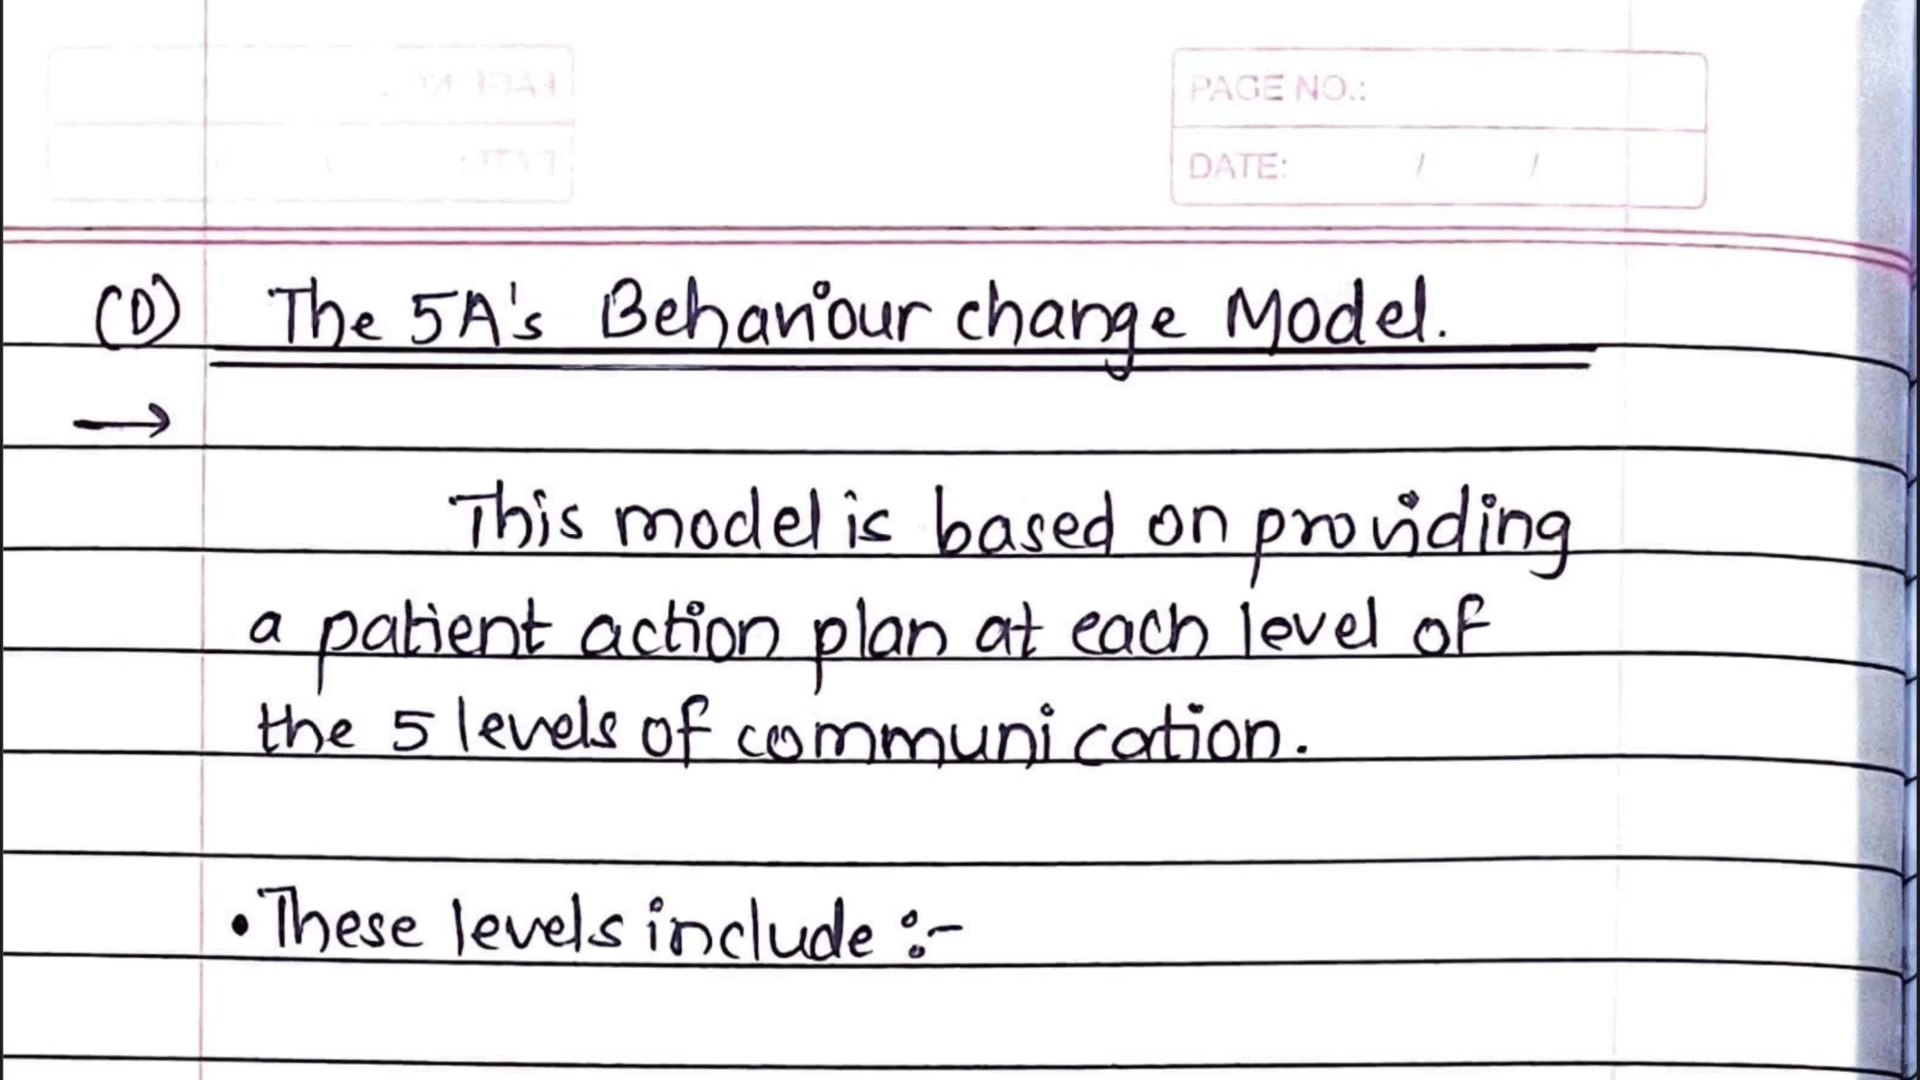 PAGE NO.:
DATE: / /
(D) The 5A's Behaviour change Model.
→
This model is based on providing
a patient action plan at each level of
the 5 levels of communication.
• These levels include :-